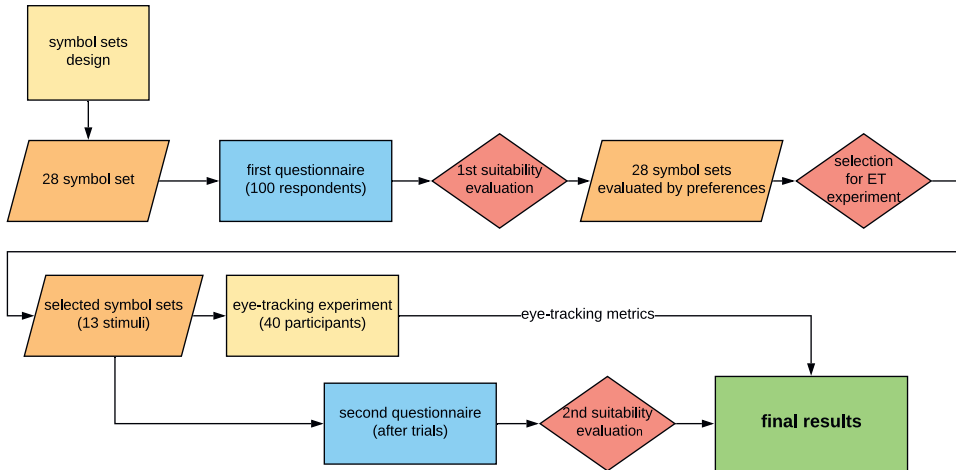 symbol sets
design
28 symbol set
first questionnaire
(100 respondents)
1st suitability
evaluation
28 symbol sets
evaluated by preferences
selection
for ET
experiment
selected symbol sets
(13 stimuli)
eye-tracking experiment
(40 participants)
eye-tracking metrics
second questionnaire
(after trials)
2nd suitability
evaluation
final results